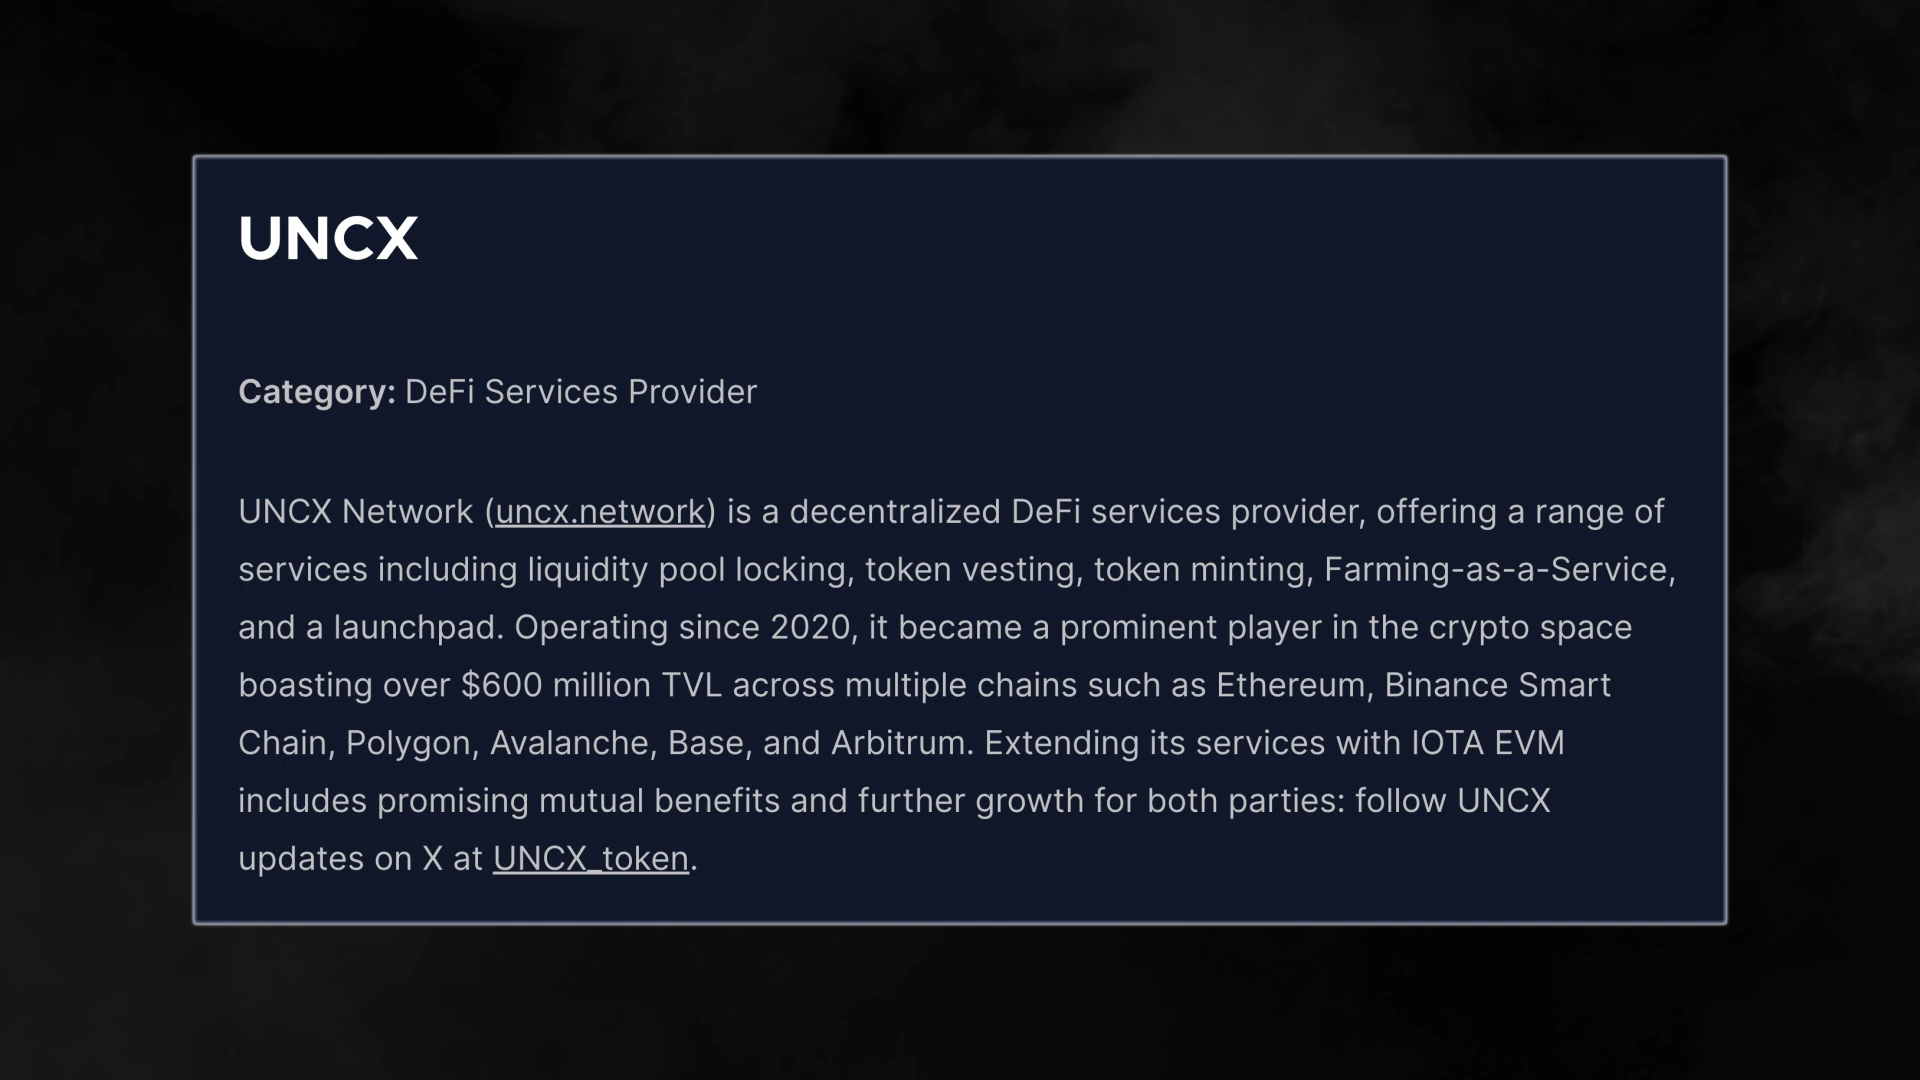 UNCX
Category: DeFi Services Provider
UNCX Network (uncx.network) is a decentralized DeFi services provider, offering a range of
services including liquidity pool locking, token vesting, token minting, Farming-as-a-Service,
and a launchpad. Operating since 2020, it became a prominent player in the crypto space
boasting over $600 million TVL across multiple chains such as Ethereum, Binance Smart
Chain, Polygon, Avalanche, Base, and Arbitrum. Extending its services with IOTA EVM
includes promising mutual benefits and further growth for both parties: follow UNCX
updates on X at UNCX_token.